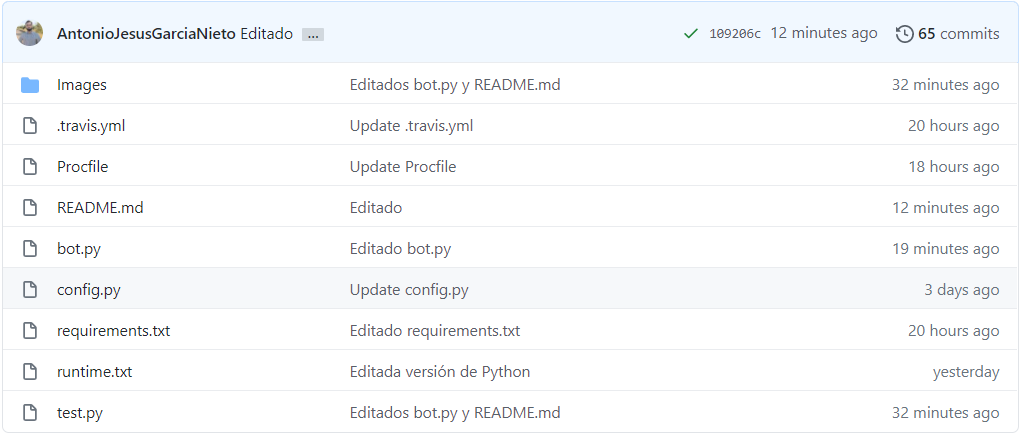 AntonioJesusGarciaNieto Editado ... 109206c 12 minutes ago 65 commits
Images Editados bot.py y README.md 32 minutes ago
.travis.yml Update .travis.yml 20 hours ago
Procfile Update Procfile 18 hours ago
README.md Editado 12 minutes ago
bot.py Editado bot.py 19 minutes ago
config.py Update config.py 3 days ago
requirements.txt Editado requirements.txt 20 hours ago
runtime.txt Editada versión de Python yesterday
test.py Editados bot.py y README.md 32 minutes ago